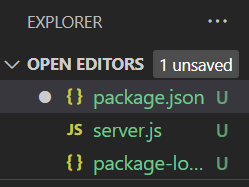 EXPLORER ...
OPEN EDITORS 1 unsaved
{} package.json U
JS server.js U
{} package-lo... U